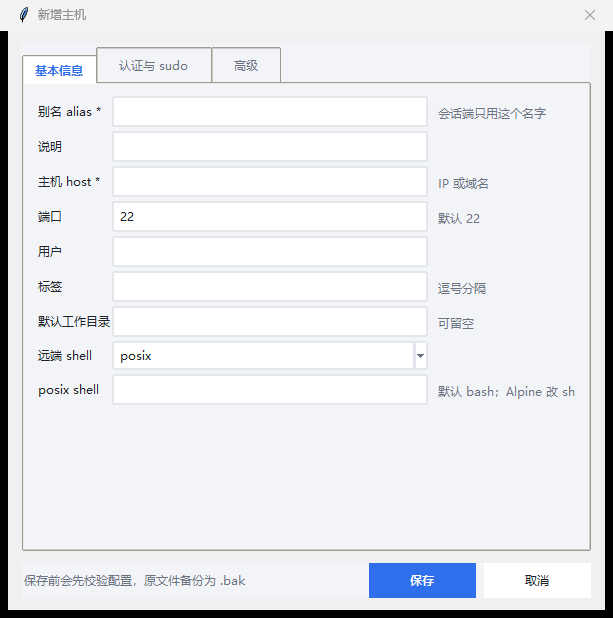 新增主机
基本信息 认证与 sudo 高级
别名 alias * 会话端只用这个名字
说明
主机 host * IP 或域名
端口 22 默认 22
用户
标签 逗号分隔
默认工作目录 可留空
远端 shell posix
posix shell 默认 bash；Alpine 改 sh
保存前会先校验配置，原文件备份为 .bak 保存 取消